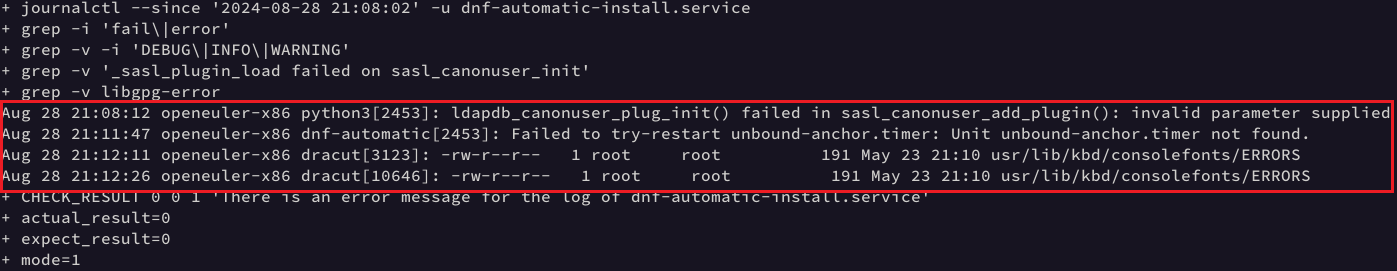 + journalctl --since '2024-08-28 21:08:02' -u dnf-automatic-install.service
+ grep -i 'fail\|error'
+ grep -v -i 'DEBUG\|INFO\|WARNING'
+ grep -v '_sasl_plugin_load failed on sasl_canonuser_init'
+ grep -v libgpg-error
Aug 28 21:08:12 openeuler-x86 python3[2453]: ldapdb_canonuser_plug_init() failed in sasl_canonuser_add_plugin(): invalid parameter supplied
Aug 28 21:11:47 openeuler-x86 dnf-automatic[2453]: Failed to try-restart unbound-anchor.timer: Unit unbound-anchor.timer not found.
Aug 28 21:12:11 openeuler-x86 dracut[3123]: -rw-r--r--   1 root     root          191 May 23 21:10 usr/lib/kbd/consolefonts/ERRORS
Aug 28 21:12:26 openeuler-x86 dracut[10646]: -rw-r--r--   1 root     root          191 May 23 21:10 usr/lib/kbd/consolefonts/ERRORS
+ CHECK_RESULT 0 0 1 'There is an error message for the log of dnf-automatic-install.service'
+ actual_result=0
+ expect_result=0
+ mode=1